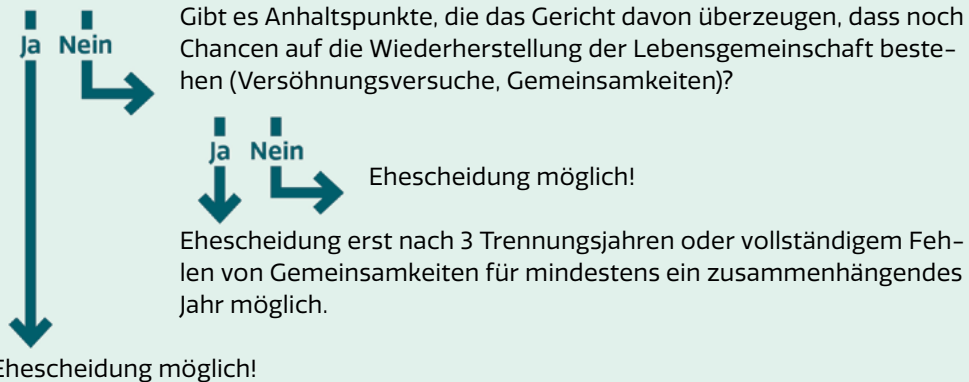 Gibt es Anhaltspunkte, die das Gericht davon überzeugen, dass noch
Ja Nein
Chancen auf die Wiederherstellung der Lebensgemeinschaft beste-
hen (Versöhnungsversuche, Gemeinsamkeiten)?
Ja Nein
Ehescheidung möglich!
Ehescheidung erst nach 3 Trennungsjahren oder vollständigem Feh-
len von Gemeinsamkeiten für mindestens ein zusammenhängendes
Jahr möglich.
Ehescheidung möglich!